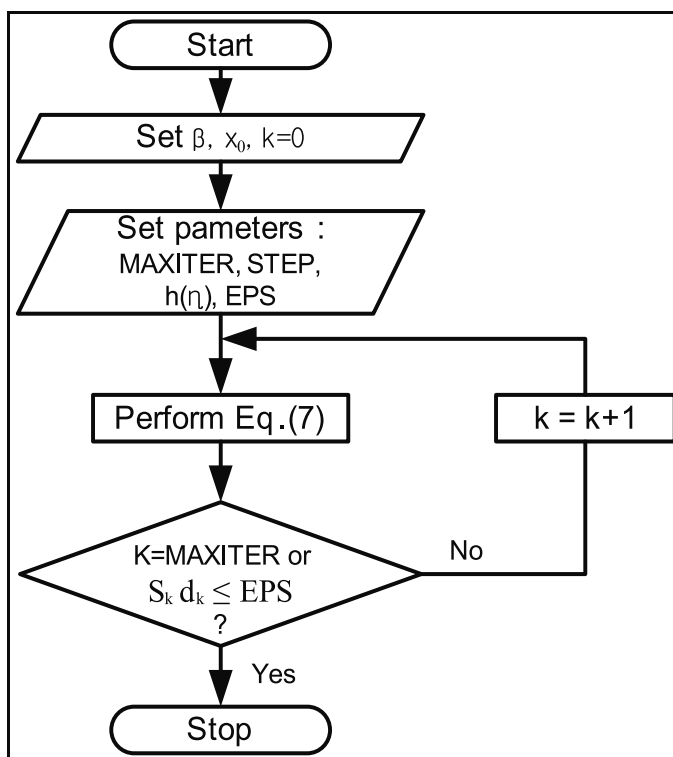 Start
Set β, x₀, k=0
Set pameters :
MAXITER, STEP,
h(η), EPS
Perform Eq.(7)
k = k+1
K=MAXITER or
Sₖ dₖ ≤ EPS
?
No
Yes
Stop